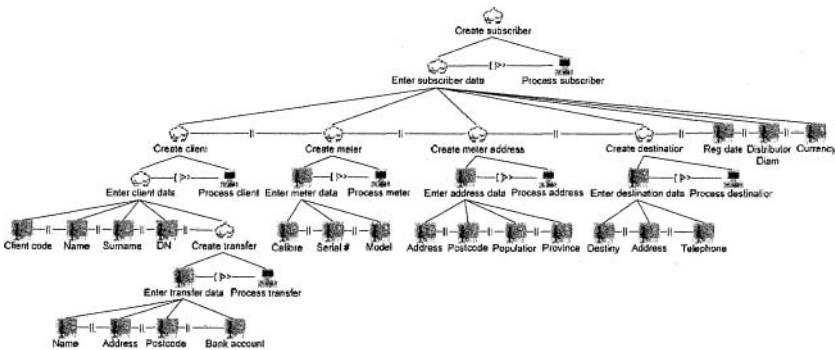 Create subscriber
Enter subscriber data
Process subscriber
Create client
Create meter
Create meter address
Create destination
Reg date
Distributor
Diam
Currency
Enter client data
Process client
Enter meter data
Process meter
Enter address data
Process address
Enter destination data
Process destination
Client code
Name
Surname
DN
Create transfer
Calibre
Serial #
Model
Address
Postcode
Population
Province
Destiny
Address
Telephone
Enter transfer data
Process transfer
Name
Address
Postcode
Bank account